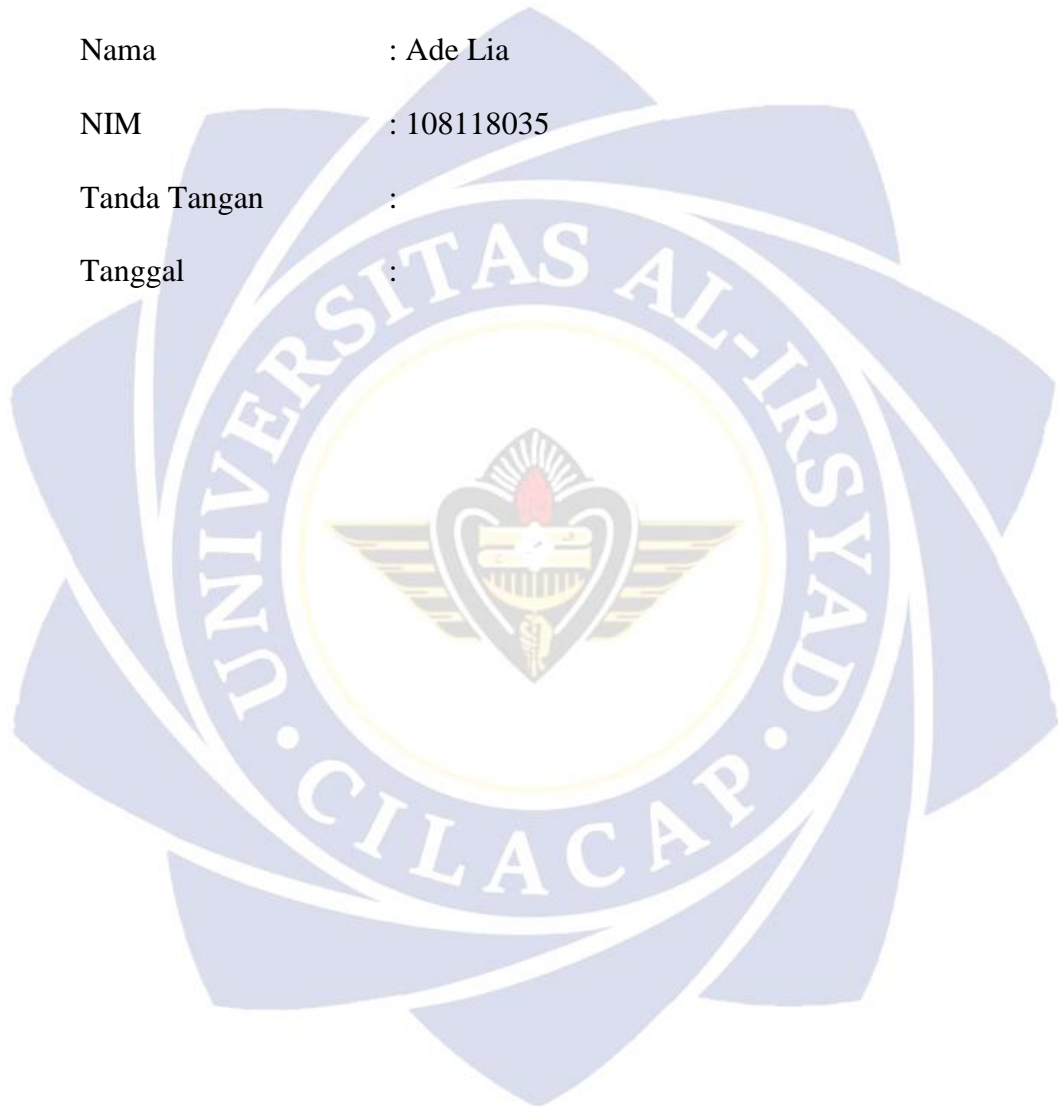 Nama : Ade Lia
NIM : 108118035
Tanda Tangan :
Tanggal :
UNIVERSITAS AL-IRSYAD
• CILACAP •